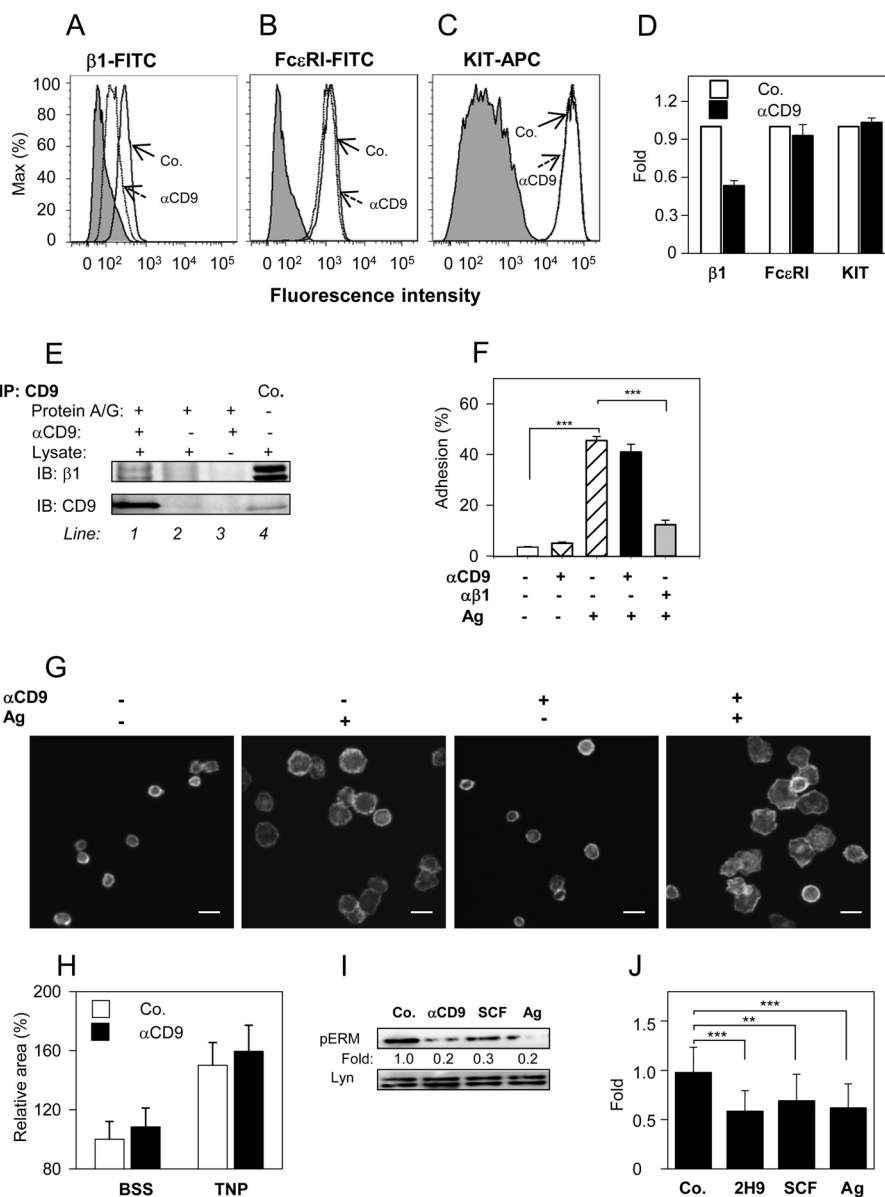 A B C D
β1-FITC FcεRI-FITC KIT-APC
Co.
αCD9
100
80
60
40
20
0
Max (%)
Co.
αCD9
Co.
αCD9
Co.
αCD9
0 10² 10³ 10⁴ 10⁵
0 10² 10³ 10⁴ 10⁵
0 10² 10³ 10⁴ 10⁵
Fluorescence intensity
1.2
0.9
0.6
0.3
0
Fold
β1 FcεRI KIT
E
IP: CD9 Co.
Protein A/G: + + + -
αCD9: + - + -
Lysate: + + - +
IB: β1
IB: CD9
Line: 1 2 3 4
F
60
40
20
0
Adhesion (%)
***
***
αCD9 - + - + -
αβ1 - - - - +
Ag - - + + +
G
αCD9 - - + +
Ag - + - +
H
200
160
120
80
Relative area (%)
Co.
αCD9
BSS TNP
I
Co. αCD9 SCF Ag
pERM
Fold: 1.0 0.2 0.3 0.2
Lyn
J
1.5
1.0
0.5
0
Fold
***
**
***
Co. 2H9 SCF Ag